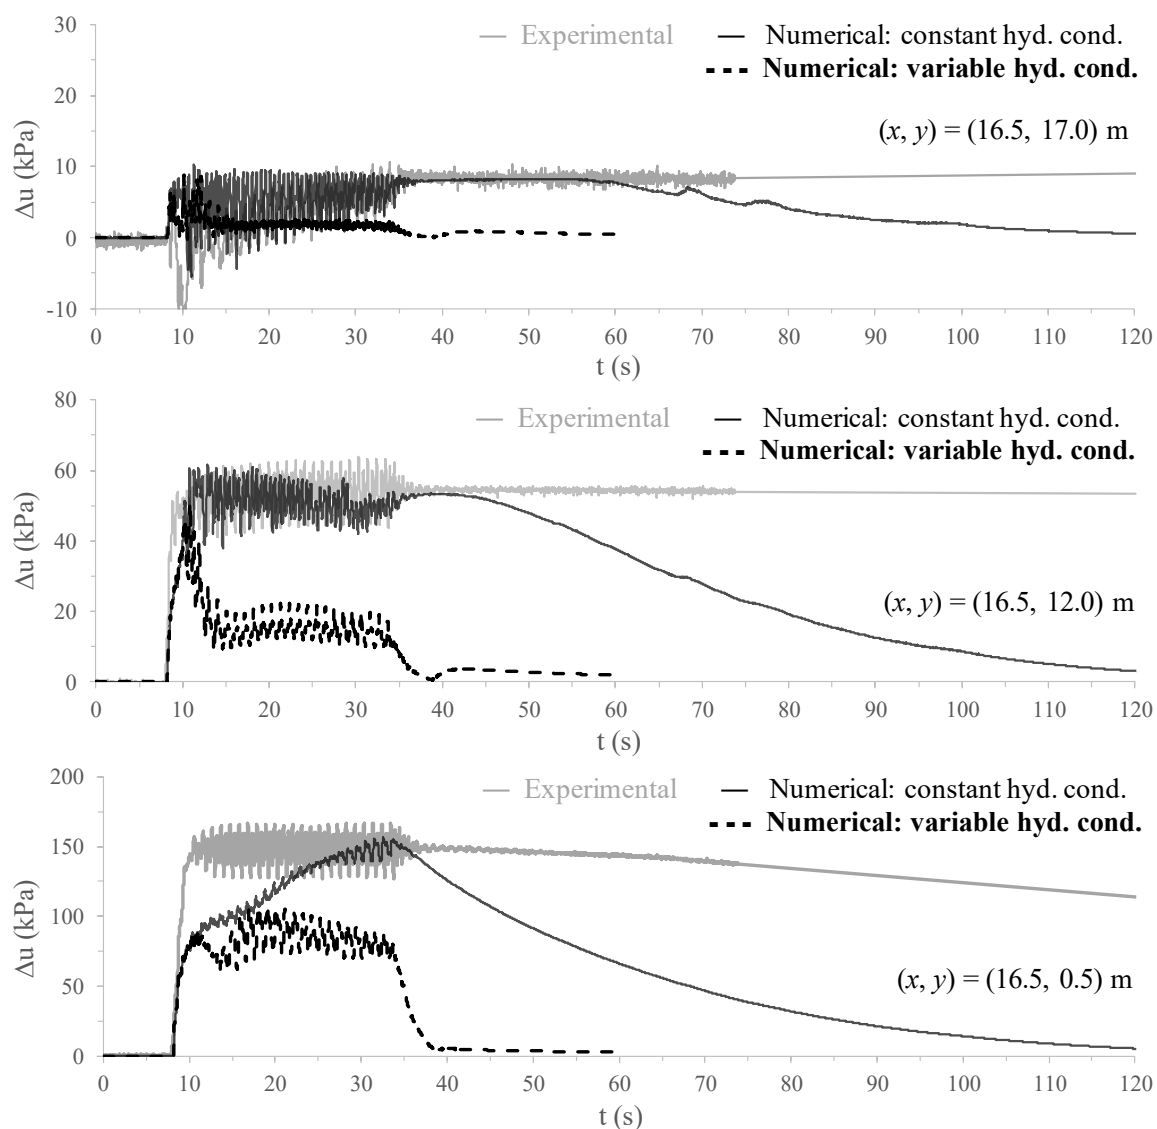 30
Experimental Numerical: constant hyd. cond.
Numerical: variable hyd. cond.
20
(x, y) = (16.5, 17.0) m
10
0
-10
Δu (kPa)
0 10 20 30 40 50 60 70 80 90 100 110 120
t (s)
80
Experimental Numerical: constant hyd. cond.
Numerical: variable hyd. cond.
60
40
(x, y) = (16.5, 12.0) m
20
0
Δu (kPa)
0 10 20 30 40 50 60 70 80 90 100 110 120
t (s)
200
Experimental Numerical: constant hyd. cond.
Numerical: variable hyd. cond.
150
100
(x, y) = (16.5, 0.5) m
50
0
Δu (kPa)
0 10 20 30 40 50 60 70 80 90 100 110 120
t (s)